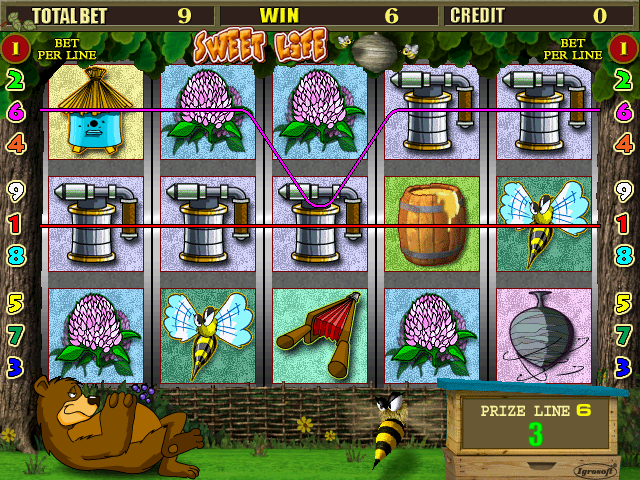 TOTAL BET 9 WIN 6 CREDIT 0
1 BET PER LINE SWEET LIFE BET PER LINE 1
2 2
6 6
4 4
9 9
1 1
8 8
5 5
7 7
3 3
PRIZE LINE 6
3
Igrosoft